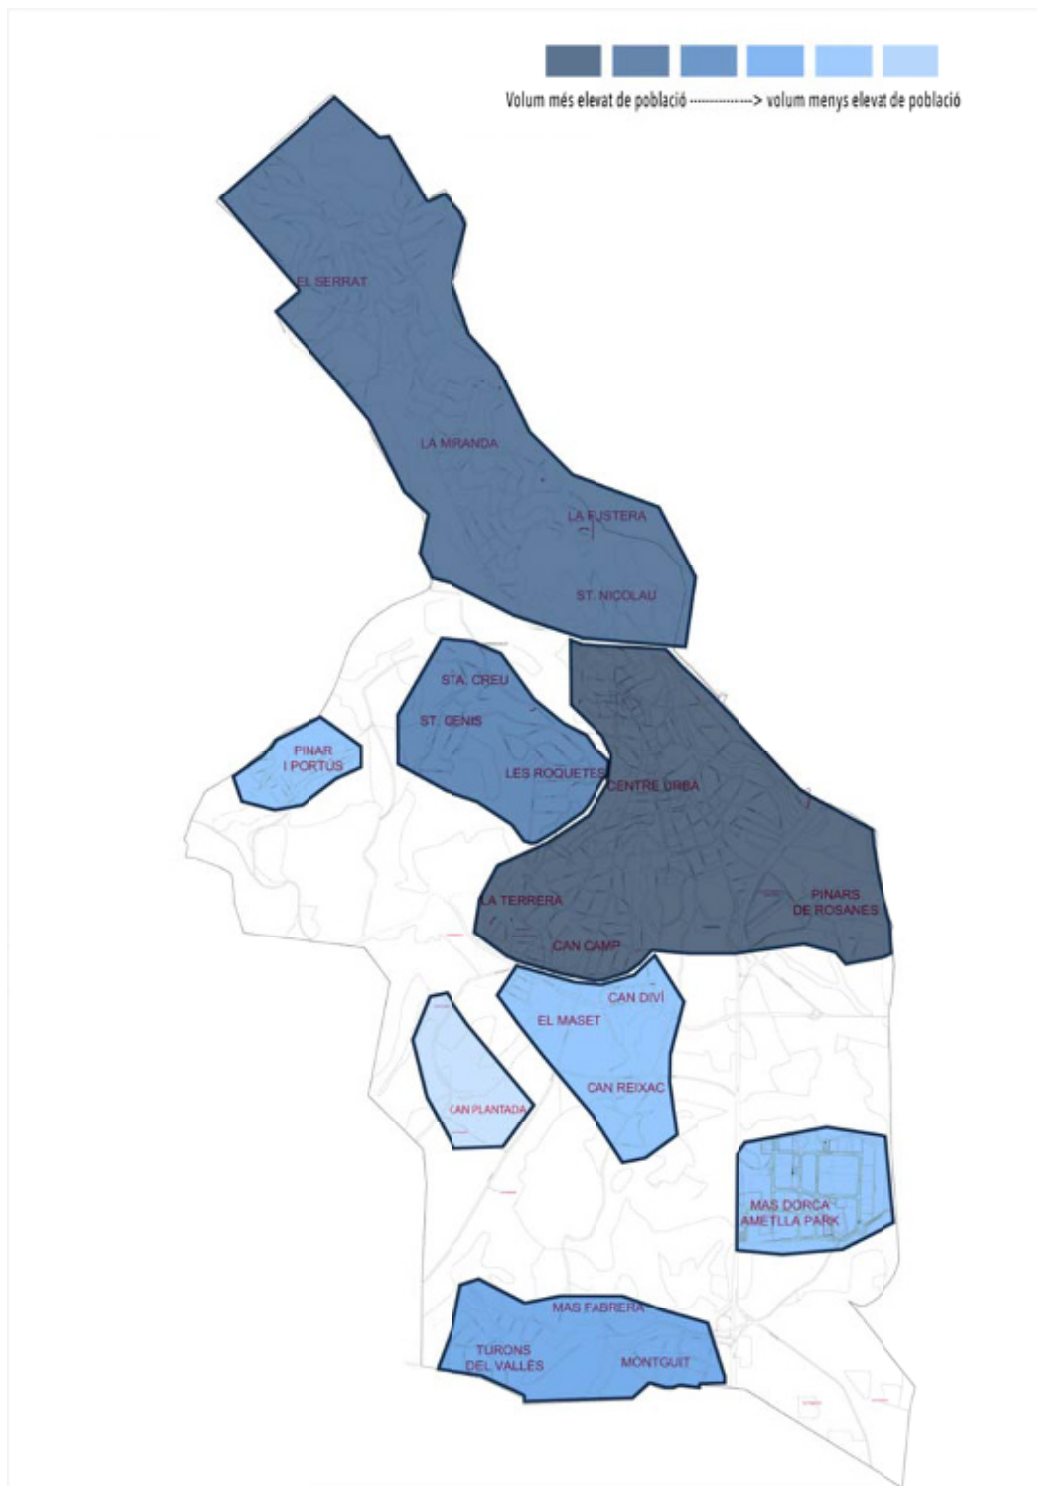 Volum més elevat de població ---------------> volum menys elevat de població
EL SERRAT
LA MRANDA
LA FUSTERA
ST. NICOLAU
STA. CREU
ST. GENIS
PINAR
I PORTÚS
LES ROQUETES
CENTRE URBÀ
LA TERRERA
PINARS
DE ROSANES
CAN CAMP
CAN DIVÍ
EL MASET
CAN REIXAC
CAN PLANTADA
MAS DORCA
AMETLLA PARK
MAS FABRERA
TURONS
DEL VALLÈS
MONTGUIT